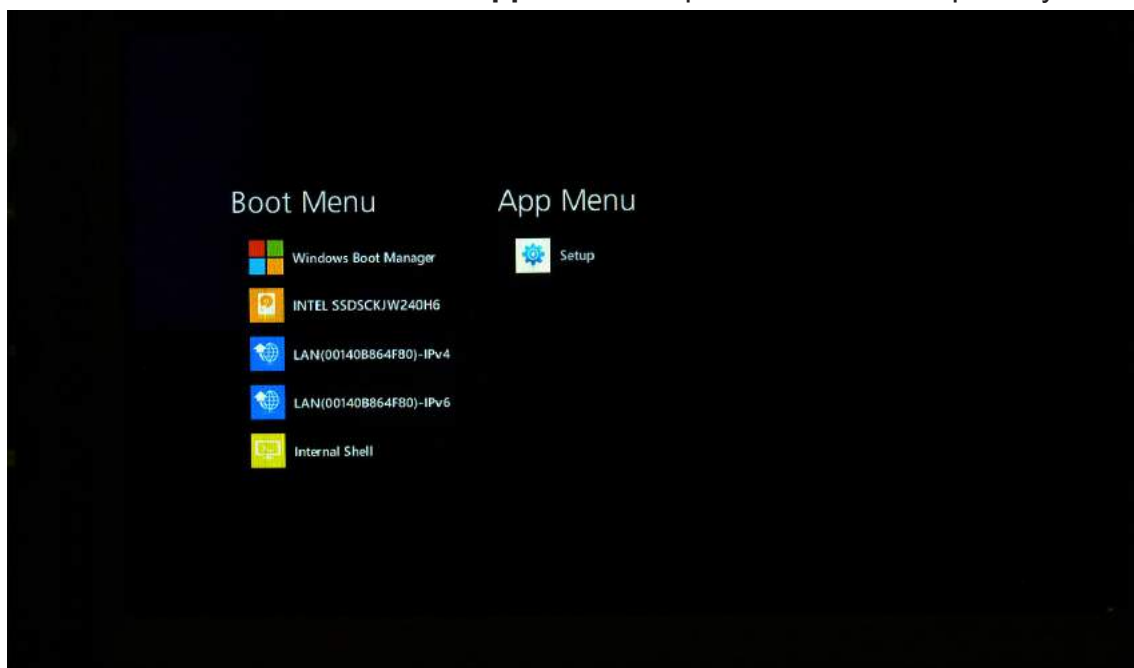 Boot Menu
Windows Boot Manager
INTEL SSDSCKJW240H6
LAN(00140B864F80)-IPv4
LAN(00140B864F80)-IPv6
Internal Shell
App Menu
Setup